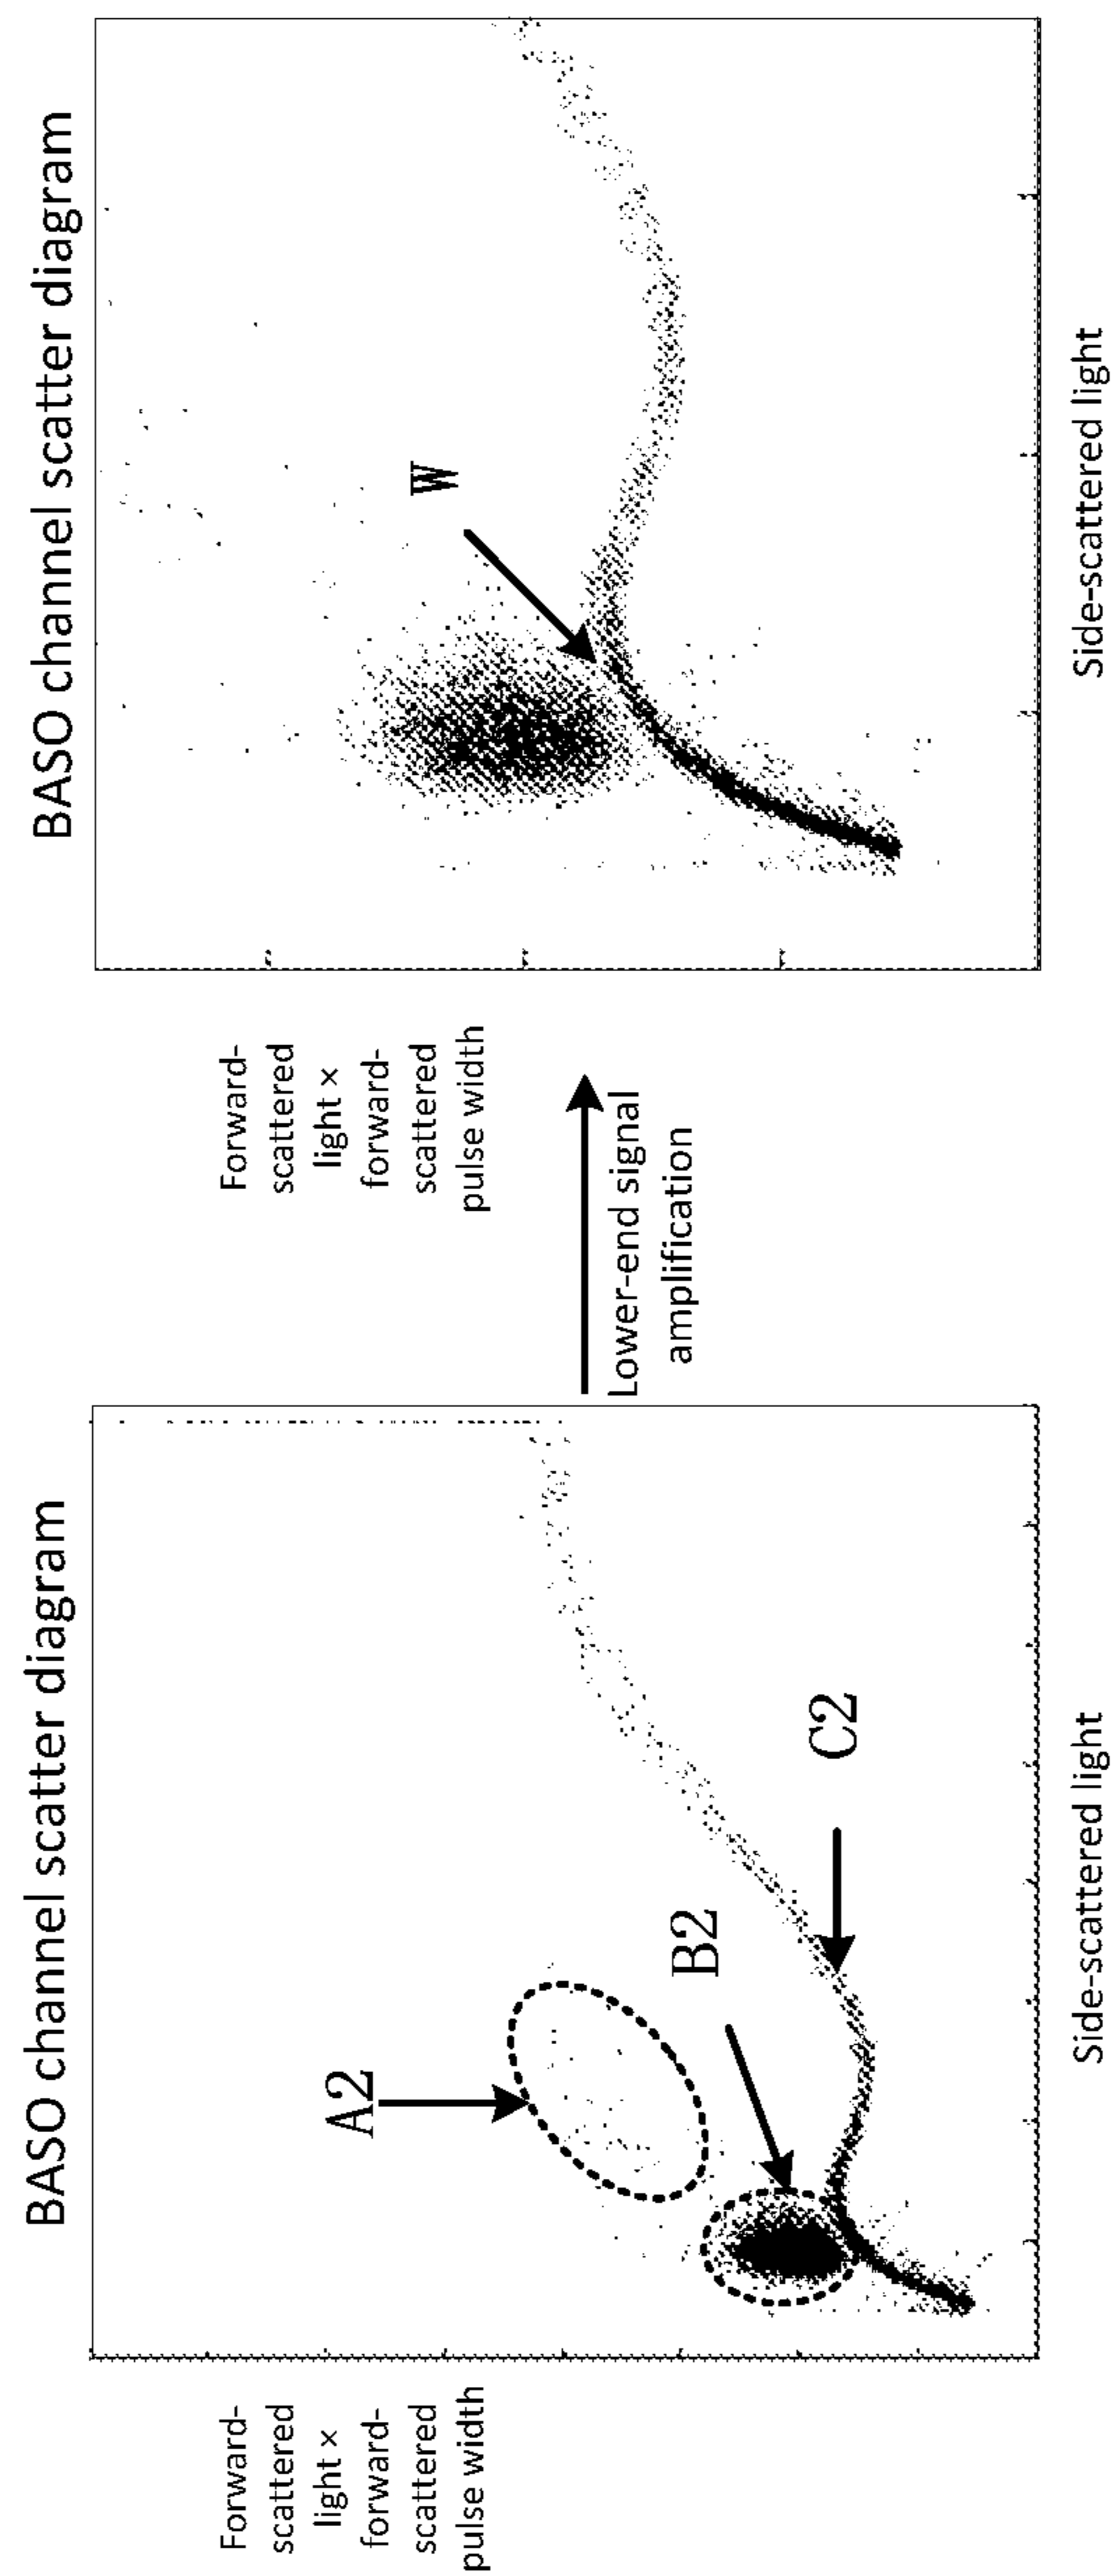 BASO channel scatter diagram
Forward-
scattered
light ×
forward-
scattered
pulse width
A2
B2
C2
Side-scattered light
Lower-end signal
amplification
BASO channel scatter diagram
Forward-
scattered
light ×
forward-
scattered
pulse width
W
Side-scattered light